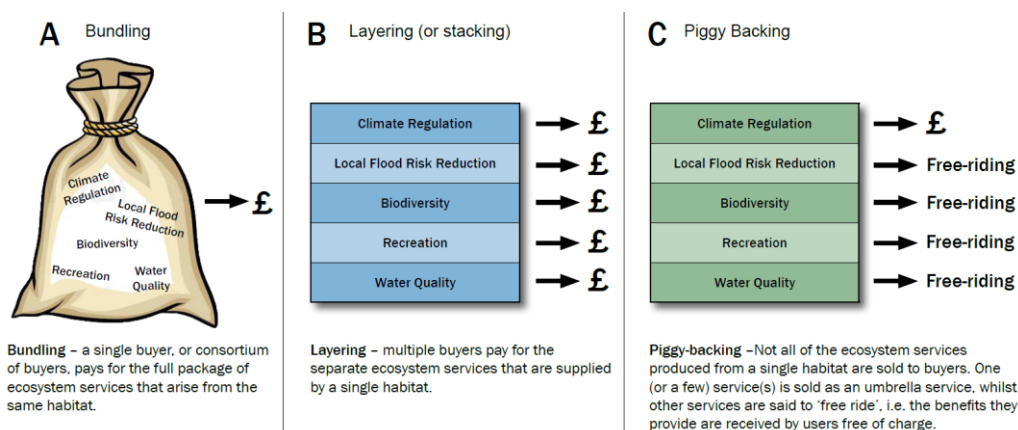 A Bundling
Climate
Regulation
Local Flood
Risk Reduction
Biodiversity
Recreation
Water
Quality
£
Bundling – a single buyer, or consortium
of buyers, pays for the full package of
ecosystem services that arise from the
same habitat.
B Layering (or stacking)
Climate Regulation £
Local Flood Risk Reduction £
Biodiversity £
Recreation £
Water Quality £
Layering – multiple buyers pay for the
separate ecosystem services that are supplied
by a single habitat.
C Piggy Backing
Climate Regulation £
Local Flood Risk Reduction Free-riding
Biodiversity Free-riding
Recreation Free-riding
Water Quality Free-riding
Piggy-backing –Not all of the ecosystem services
produced from a single habitat are sold to buyers. One
(or a few) service(s) is sold as an umbrella service, whilst
other services are said to ‘free ride’, i.e. the benefits they
provide are received by users free of charge.